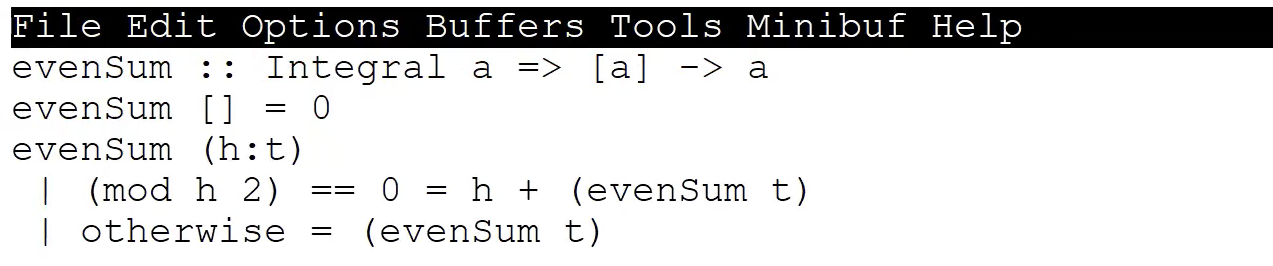 File Edit Options Buffers Tools Minibuf Help
evenSum :: Integral a => [a] -> a
evenSum [] = 0
evenSum (h:t)
 | (mod h 2) == 0 = h + (evenSum t)
 | otherwise = (evenSum t)